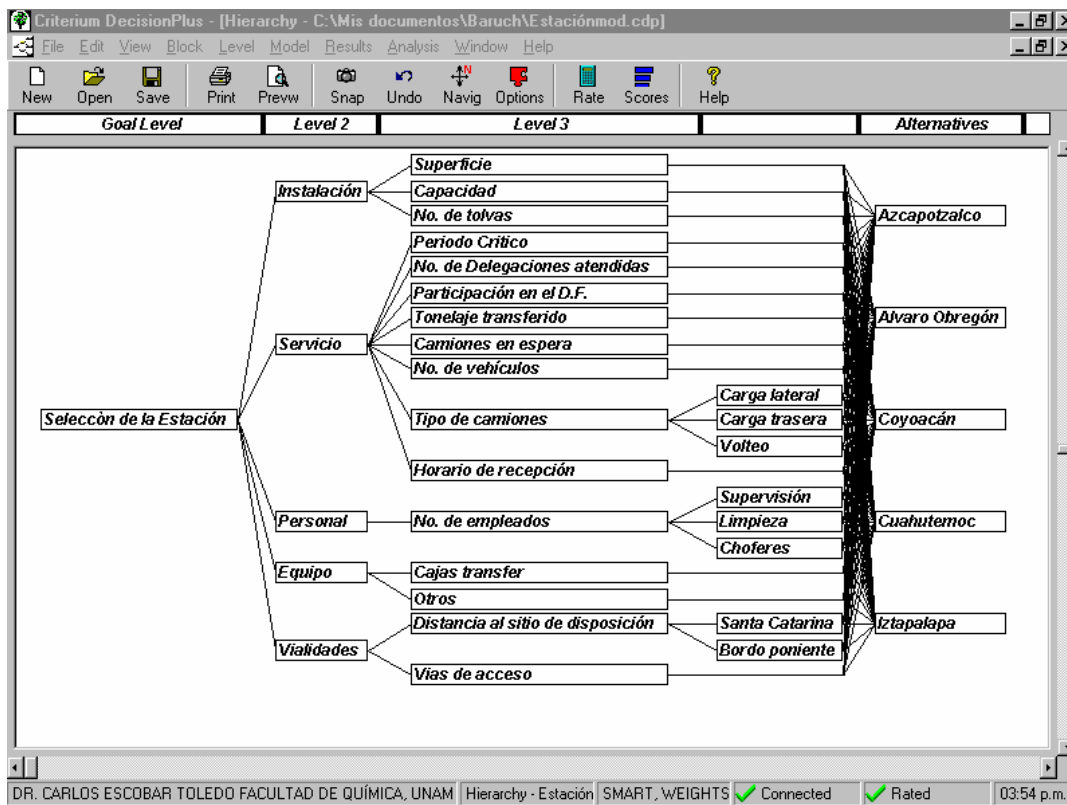 Criterium DecisionPlus - [Hierarchy - C:\Mis documentos\Baruch\Estaciónmod.cdp]
File Edit View Block Level Model Results Analysis Window Help
New Open Save Print Prevw Snap Undo Navig Options Rate Scores Help
Goal Level Level 2 Level 3 Alternatives
Superficie
Instalación Capacidad
No. de tolvas Azcapotzalco
Periodo Critico
No. de Delegaciones atendidas
Participación en el D.F.
Tonelaje transferido Alvaro Obregón
Servicio Camiones en espera
No. de vehículos
Carga lateral
Seleccòn de la Estación Tipo de camiones Carga trasera Coyoacán
Volteo
Horario de recepción
Supervisión
Personal No. de empleados Limpieza Cuahutemoc
Choferes
Equipo Cajas transfer
Otros
Distancia al sitio de disposición Santa Catarina Iztapalapa
Vialidades Bordo poniente
Vias de acceso
DR. CARLOS ESCOBAR TOLEDO FACULTAD DE QUÍMICA, UNAM Hierarchy - Estación SMART, WEIGHTS Connected Rated 03:54 p.m.